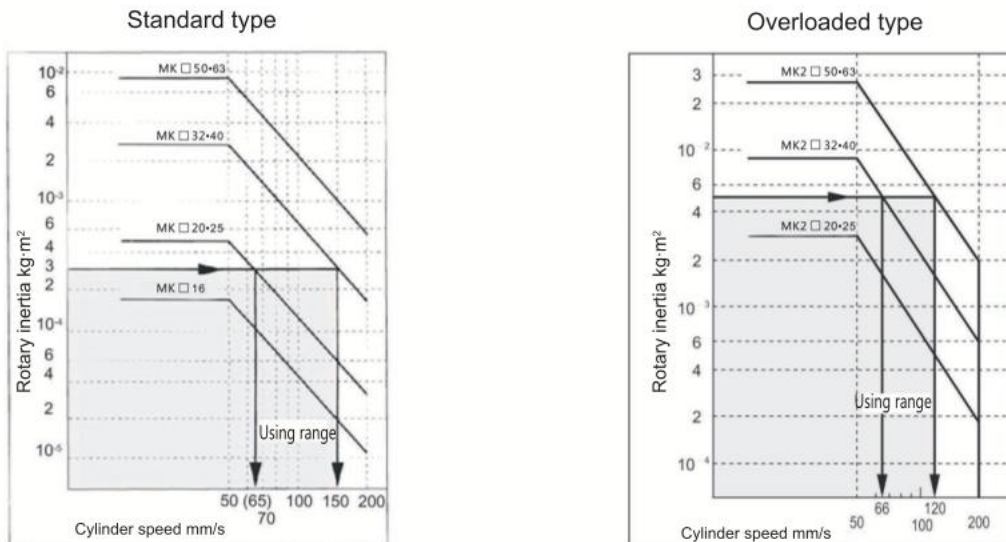 Standard type
Rotary inertia kg·m²
10⁻²
6
4
2
10⁻³
6
4
3
2
10⁻⁴
6
4
2
10⁻⁵
MK□50•63
MK□32•40
MK□20•25
MK□16
Using range
50 (65) 100 150 200
70
Cylinder speed mm/s
Overloaded type
Rotary inertia kg·m²
3
2
10⁻²
6
4
2
10⁻³
6
4
2
10⁻⁴
MK2□50•63
MK2□32•40
MK2□20•25
Using range
66 120
50 100 200
Cylinder speed mm/s